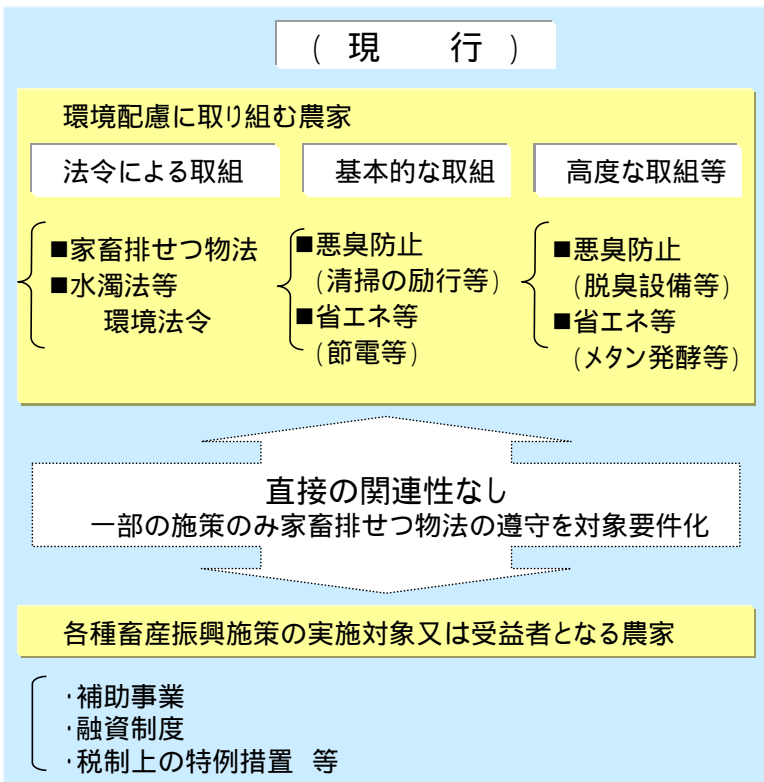 ( 現 行 )
環境配慮に取り組む農家
法令による取組
■家畜排せつ物法
■水濁法等
環境法令
基本的な取組
■悪臭防止
(清掃の励行等)
■省エネ等
(節電等)
高度な取組等
■悪臭防止
(脱臭設備等)
■省エネ等
(メタン発酵等)
直接の関連性なし
一部の施策のみ家畜排せつ物法の遵守を対象要件化
各種畜産振興施策の実施対象又は受益者となる農家
・補助事業
・融資制度
・税制上の特例措置 等